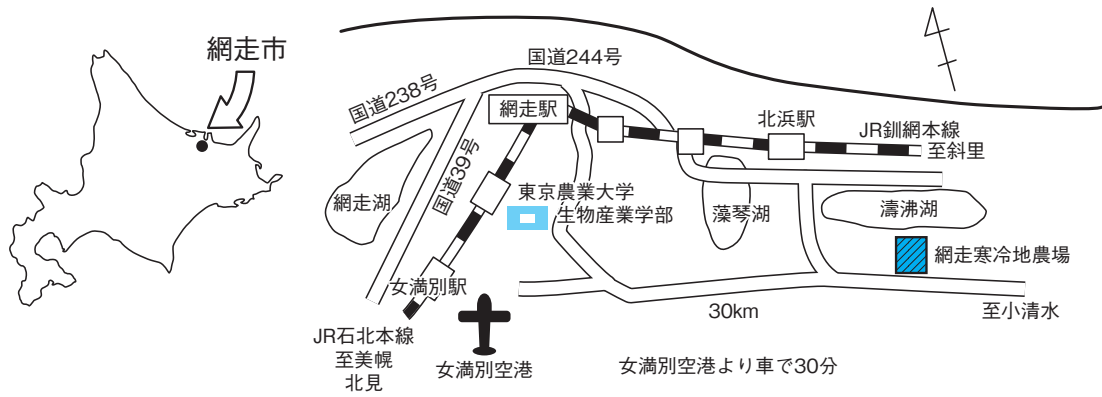 網走市
国道244号
国道238号
網走駅
北浜駅
JR釧網本線
至斜里
国道39号
東京農業大学
生物産業学部
網走湖
藻琴湖
濤沸湖
網走寒冷地農場
女満別駅
30km
至小清水
JR石北本線
至美幌
北見
女満別空港
女満別空港より車で30分